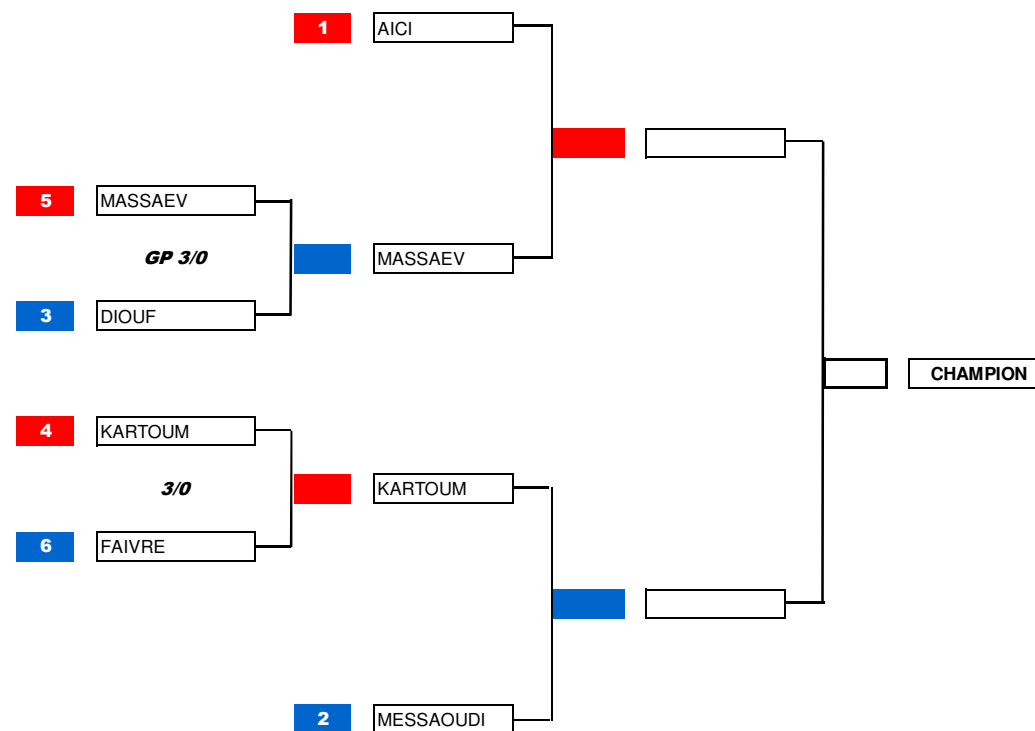 1 AICI
5 MASSAEV
GP 3/0
MASSAEV
3 DIOUF
CHAMPION
4 KARTOUM
3/0
KARTOUM
6 FAIVRE
2 MESSAOUDI